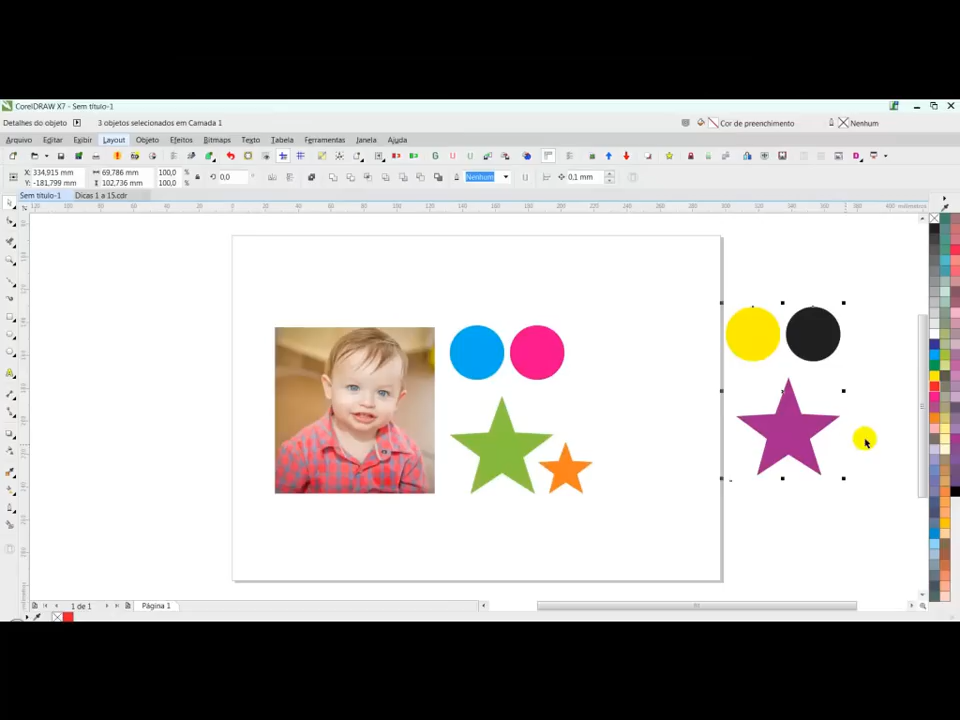 CorelDRAW X7 - Sem título-1
Detalhes do objeto 3 objetos selecionados em Camada 1 Cor de preenchimento Nenhum
Arquivo Editar Exibir Layout Objeto Efeitos Bitmaps Texto Tabela Ferramentas Janela Ajuda
X: 334,915 mm 69,786 mm 100,0 % 0,0 Nenhum 0,1 mm
Y: -181,799 mm 102,736 mm 100,0 %
Sem título-1 Dicas 1 a 15.cdr
milímetros
1 de 1 Página 1